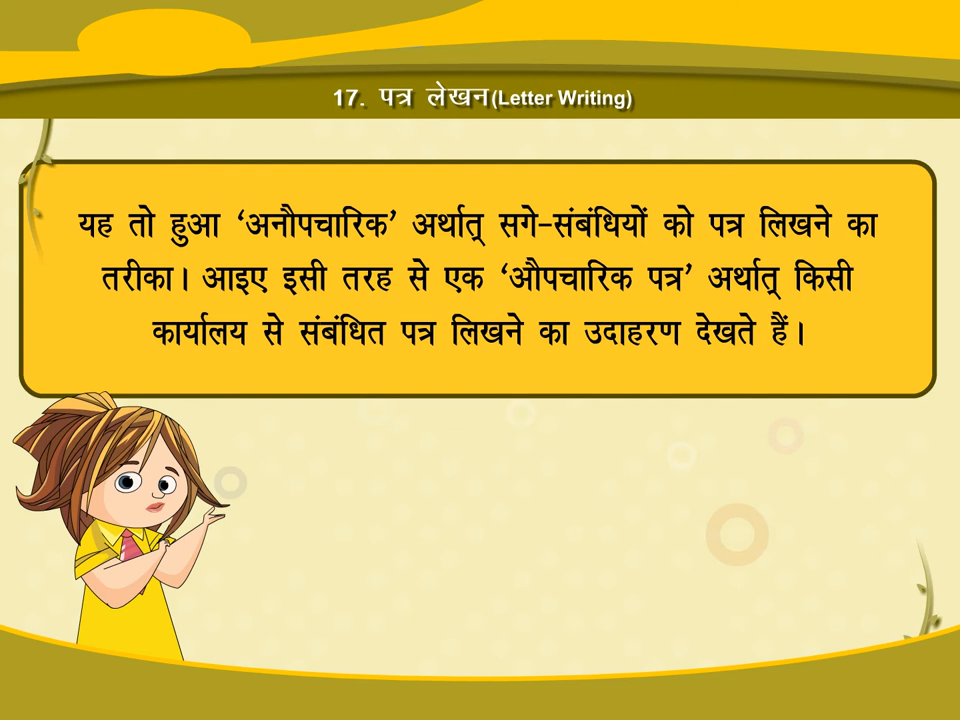 17. पत्र लेखन(Letter Writing)
यह तो हुआ ‘अनौपचारिक’ अर्थात् सगे-संबंधियों को पत्र लिखने का
तरीका। आइए इसी तरह से एक ‘औपचारिक पत्र’ अर्थात् किसी
कार्यालय से संबंधित पत्र लिखने का उदाहरण देखते हैं।